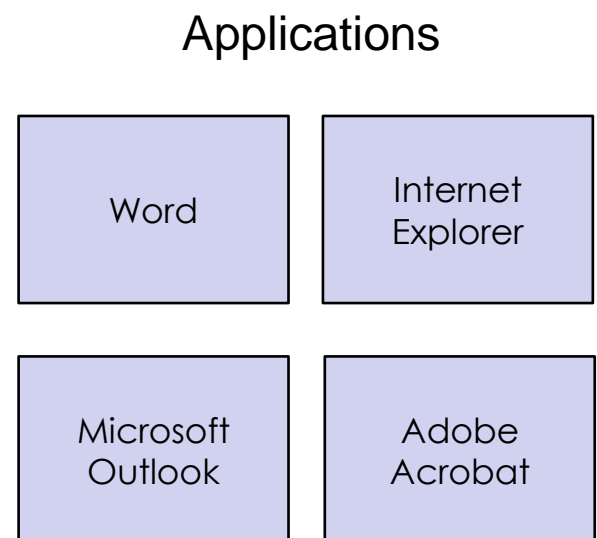 Applications
Word
Internet
Explorer
Microsoft
Outlook
Adobe
Acrobat